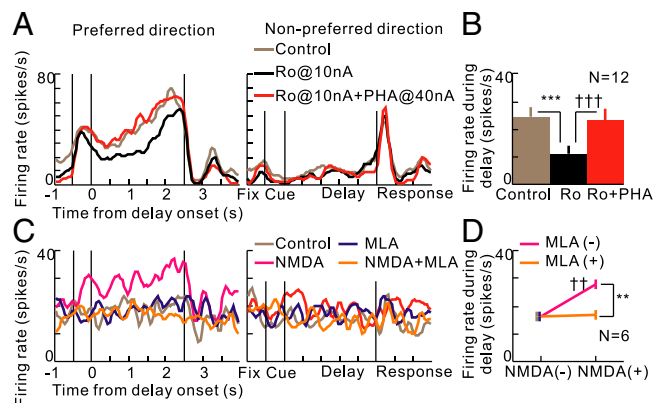 A
Preferred direction
Non-preferred direction
Control
Ro@10nA
Ro@10nA+PHA@40nA
Firing rate (spikes/s)
80
0
-1 0 1 2 3
Time from delay onset (s)
Fix Cue Delay Response
B
N=12
*** †††
Firing rate during
delay (spikes/s)
40
20
0
Control Ro Ro+PHA
C
Control MLA
NMDA NMDA+MLA
Firing rate (spikes/s)
40
20
0
-1 0 1 2 3
Time from delay onset (s)
Fix Cue Delay Response
D
MLA (-)
MLA (+)
††
**
N=6
Firing rate during
delay (spikes/s)
40
20
0
NMDA(-) NMDA(+)